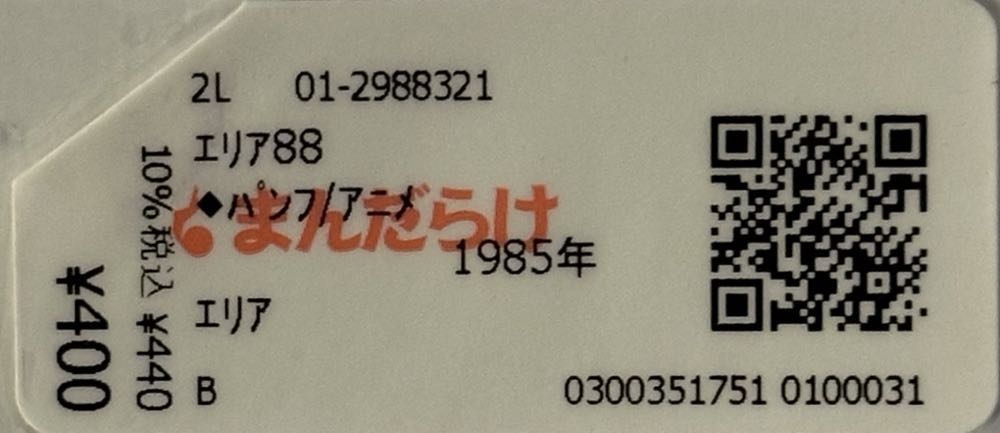 2L 01-2988321
エリア88
◆パンフ/アニメ
まんだらけ
1985年
エリア
B
0300351751 0100031
10%税込 ¥440
¥400